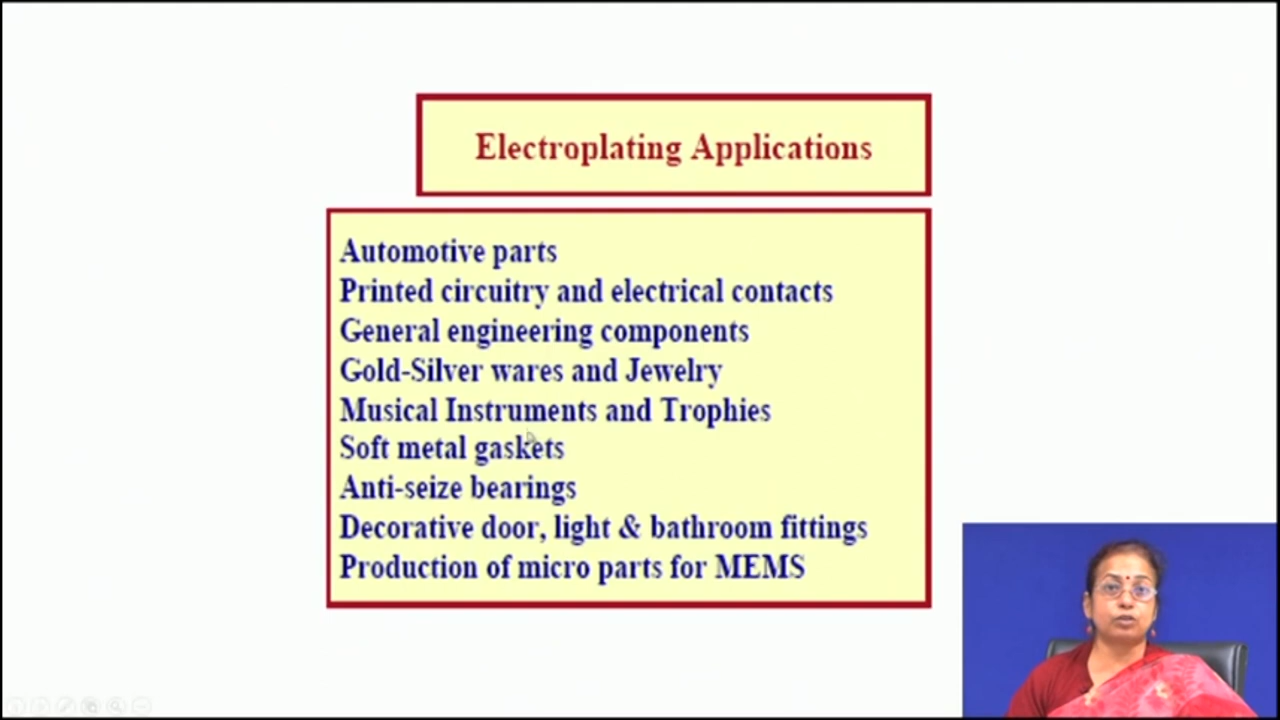 Electroplating Applications
Automotive parts
Printed circuitry and electrical contacts
General engineering components
Gold-Silver wares and Jewelry
Musical Instruments and Trophies
Soft metal gaskets
Anti-seize bearings
Decorative door, light & bathroom fittings
Production of micro parts for MEMS